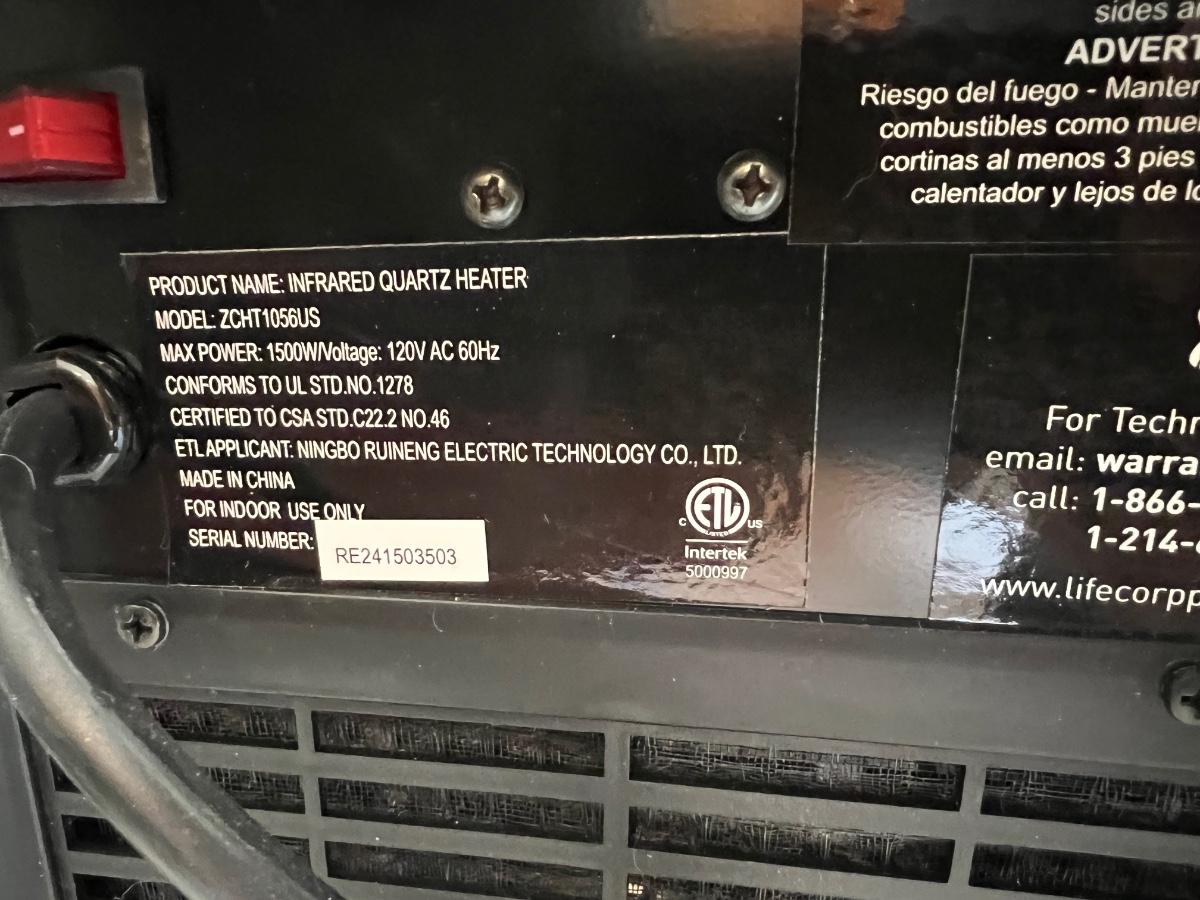 sides
ADVERT
Riesgo del fuego - Manten
combustibles como mue
cortinas al menos 3 pies
calentador y lejos de lo
PRODUCT NAME: INFRARED QUARTZ HEATER
MODEL: ZCHT1056US
MAX POWER: 1500W/Voltage: 120V AC 60Hz
CONFORMS TO UL STD.NO.1278
CERTIFIED TO CSA STD.C22.2 NO.46
ETL APPLICANT: NINGBO RUINENG ELECTRIC TECHNOLOGY CO., LTD.
MADE IN CHINA
FOR INDOOR USE ONLY
SERIAL NUMBER: RE241503503
C ETL US
LISTED
Intertek
5000997
For Techn
email: warra
call: 1-866-
1-214-
www.lifecorpp